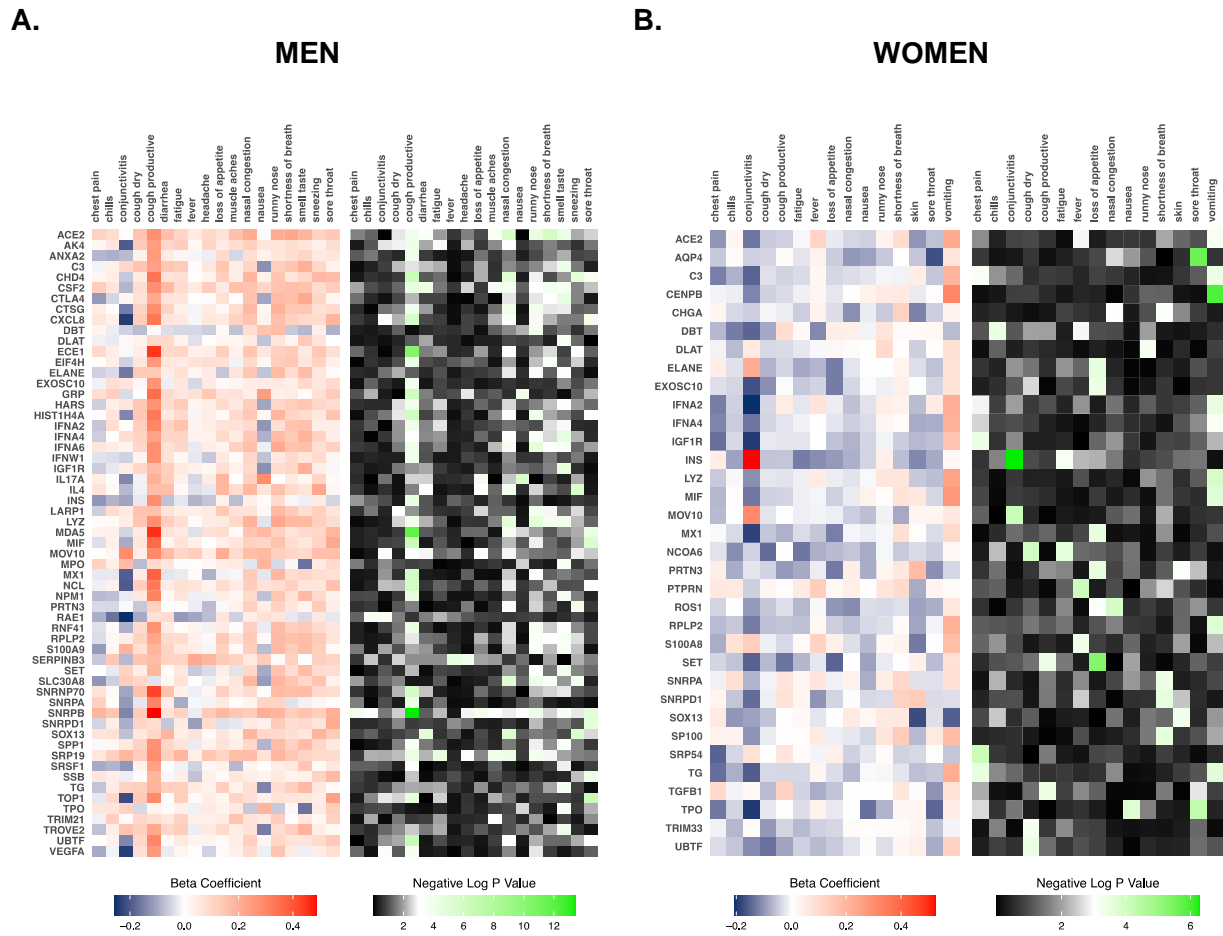 A.
MEN
chest pain
chills
conjunctivitis
cough dry
cough productive
diarrhea
fatigue
fever
headache
loss of appetite
muscle aches
nasal congestion
nausea
runny nose
shortness of breath
smell taste
sneezing
sore throat
chest pain
chills
conjunctivitis
cough dry
cough productive
diarrhea
fatigue
fever
headache
loss of appetite
muscle aches
nasal congestion
nausea
runny nose
shortness of breath
smell taste
sneezing
sore throat
ACE2
AK4
ANXA2
C3
CHD4
CSF2
CTLA4
CTSG
CXCL8
DBT
DLAT
ECE1
EIF4H
ELANE
EXOSC10
GRP
HARS
HIST1H4A
IFNA2
IFNA4
IFNA6
IFNW1
IGF1R
IL17A
IL4
INS
LARP1
LYZ
MDA5
MIF
MOV10
MPO
MX1
NCL
NPM1
PRTN3
RAE1
RNF41
RPLP2
S100A9
SERPINB3
SET
SLC30A8
SNRNP70
SNRPA
SNRPB
SNRPD1
SOX13
SPP1
SRP19
SRSF1
SSB
TG
TOP1
TPO
TRIM21
TROVE2
UBTF
VEGFA
Beta Coefficient
−0.2 0.0 0.2 0.4
Negative Log P Value
2 4 6 8 10 12
B.
WOMEN
chest pain
chills
conjunctivitis
cough dry
cough productive
fatigue
fever
loss of appetite
nasal congestion
nausea
runny nose
shortness of breath
skin
sore throat
vomiting
chest pain
chills
conjunctivitis
cough dry
cough productive
fatigue
fever
loss of appetite
nasal congestion
nausea
runny nose
shortness of breath
skin
sore throat
vomiting
ACE2
AQP4
C3
CENPB
CHGA
DBT
DLAT
ELANE
EXOSC10
IFNA2
IFNA4
IGF1R
INS
LYZ
MIF
MOV10
MX1
NCOA6
PRTN3
PTPRN
ROS1
RPLP2
S100A8
SET
SNRPA
SNRPD1
SOX13
SP100
SRP54
TG
TGFB1
TPO
TRIM33
UBTF
Beta Coefficient
−0.2 0.0 0.2 0.4
Negative Log P Value
2 4 6